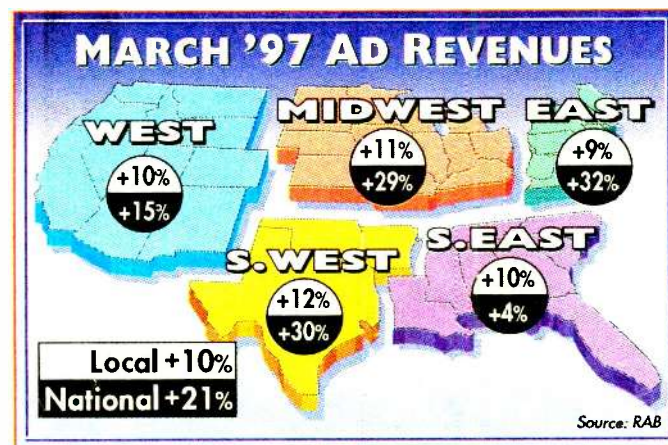 MARCH '97 AD REVENUES
WEST
+10%
+15%
MIDWEST
+11%
+29%
EAST
+9%
+32%
S.WEST
+12%
+30%
S.EAST
+10%
+4%
Local +10%
National +21%
Source: RAB